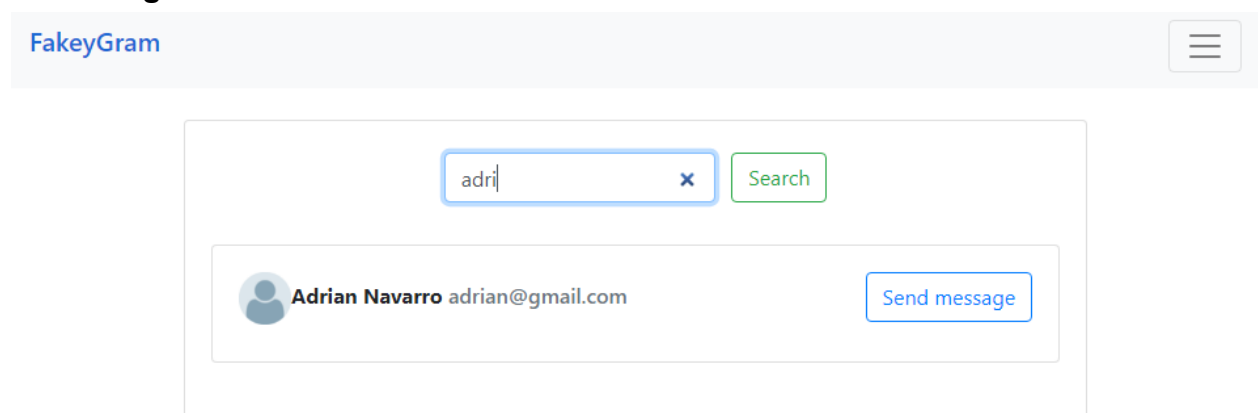 FakeyGram
adri
Search
Adrian Navarro adrian@gmail.com
Send message